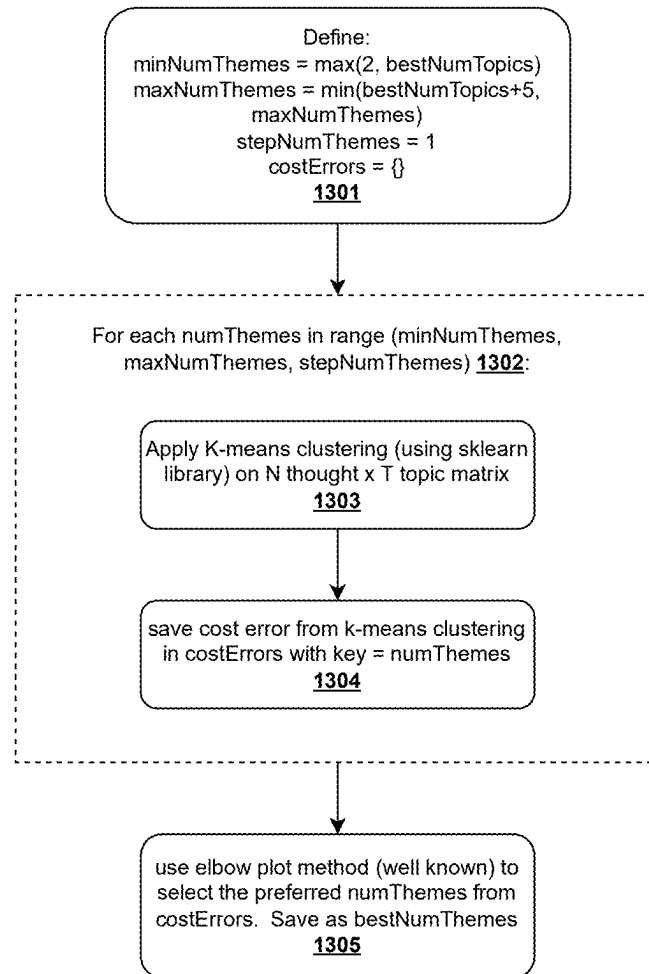 Define:
minNumThemes = max(2, bestNumTopics)
maxNumThemes = min(bestNumTopics+5,
maxNumThemes)
stepNumThemes = 1
costErrors = {}
1301
For each numThemes in range (minNumThemes,
maxNumThemes, stepNumThemes) 1302:
Apply K-means clustering (using sklearn
library) on N thought x T topic matrix
1303
save cost error from k-means clustering
in costErrors with key = numThemes
1304
use elbow plot method (well known) to
select the preferred numThemes from
costErrors. Save as bestNumThemes
1305